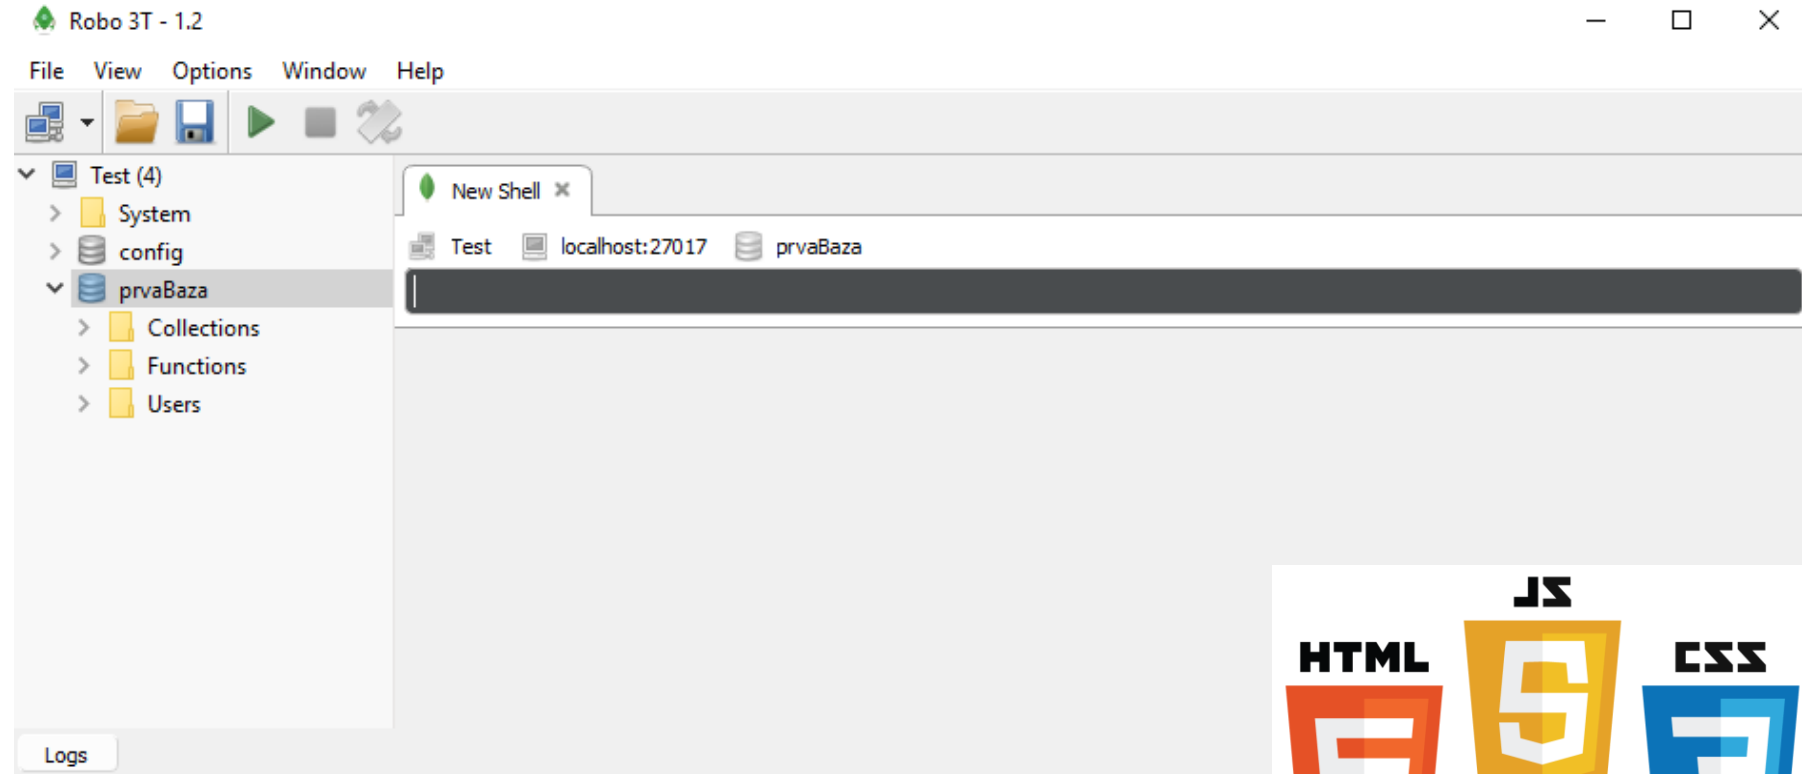 Robo 3T - 1.2
File View Options Window Help
Test (4)
System
config
prvaBaza
Collections
Functions
Users
New Shell
Test localhost:27017 prvaBaza
JS
HTML
CSS
Logs